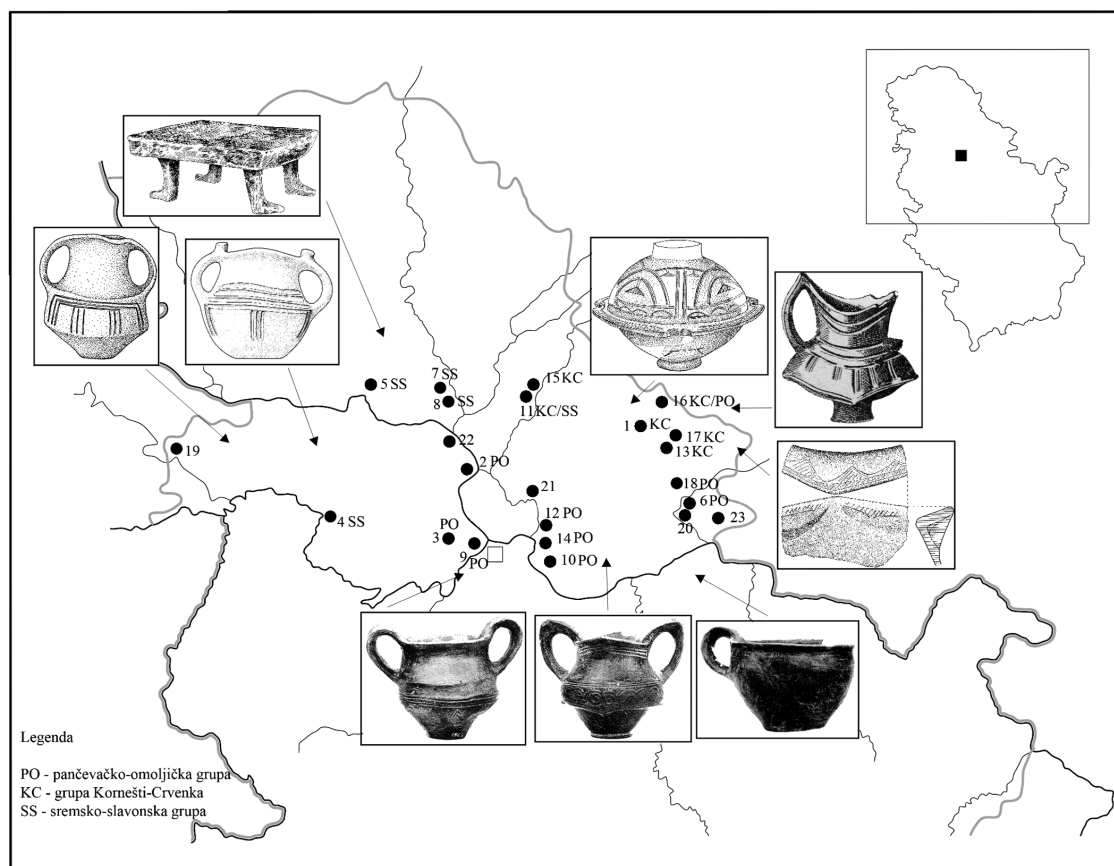 7 SS
5 SS
8 SS
15 KC
11 KC/SS
16 KC/PO
1 KC
17 KC
13 KC
19
22
2 PO
18 PO
21
6 PO
4 SS
20
23
12 PO
PO
3
14 PO
9
PO
10 PO
Legenda
PO - pančevačko-omoljička grupa
KC - grupa Kornešti-Crvenka
SS - sremsko-slavonska grupa